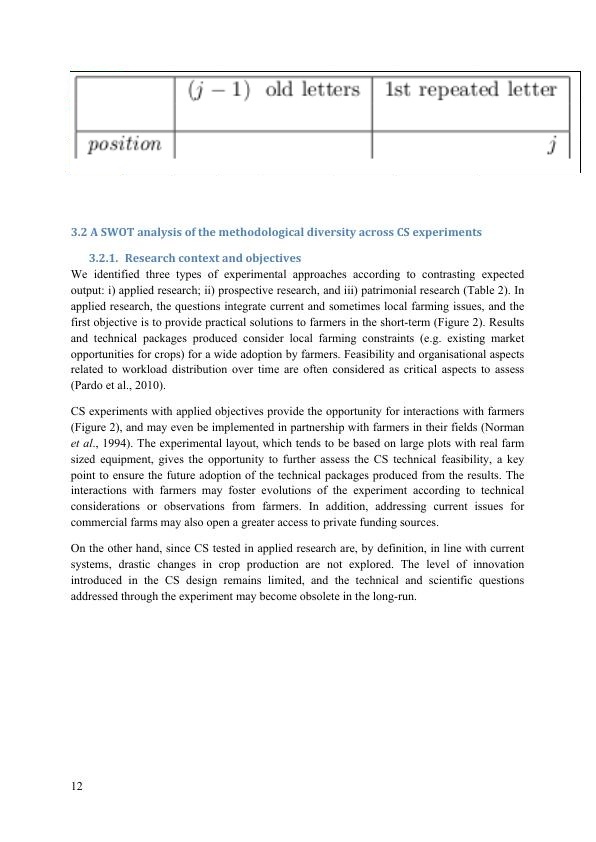 (j − 1) old letters 1st repeated letter
position j
3.2 A SWOT analysis of the methodological diversity across CS experiments
3.2.1. Research context and objectives
We identified three types of experimental approaches according to contrasting expected
output: i) applied research; ii) prospective research, and iii) patrimonial research (Table 2). In
applied research, the questions integrate current and sometimes local farming issues, and the
first objective is to provide practical solutions to farmers in the short-term (Figure 2). Results
and technical packages produced consider local farming constraints (e.g. existing market
opportunities for crops) for a wide adoption by farmers. Feasibility and organisational aspects
related to workload distribution over time are often considered as critical aspects to assess
(Pardo et al., 2010).
CS experiments with applied objectives provide the opportunity for interactions with farmers
(Figure 2), and may even be implemented in partnership with farmers in their fields (Norman
et al., 1994). The experimental layout, which tends to be based on large plots with real farm
sized equipment, gives the opportunity to further assess the CS technical feasibility, a key
point to ensure the future adoption of the technical packages produced from the results. The
interactions with farmers may foster evolutions of the experiment according to technical
considerations or observations from farmers. In addition, addressing current issues for
commercial farms may also open a greater access to private funding sources.
On the other hand, since CS tested in applied research are, by definition, in line with current
systems, drastic changes in crop production are not explored. The level of innovation
introduced in the CS design remains limited, and the technical and scientific questions
addressed through the experiment may become obsolete in the long-run.
12